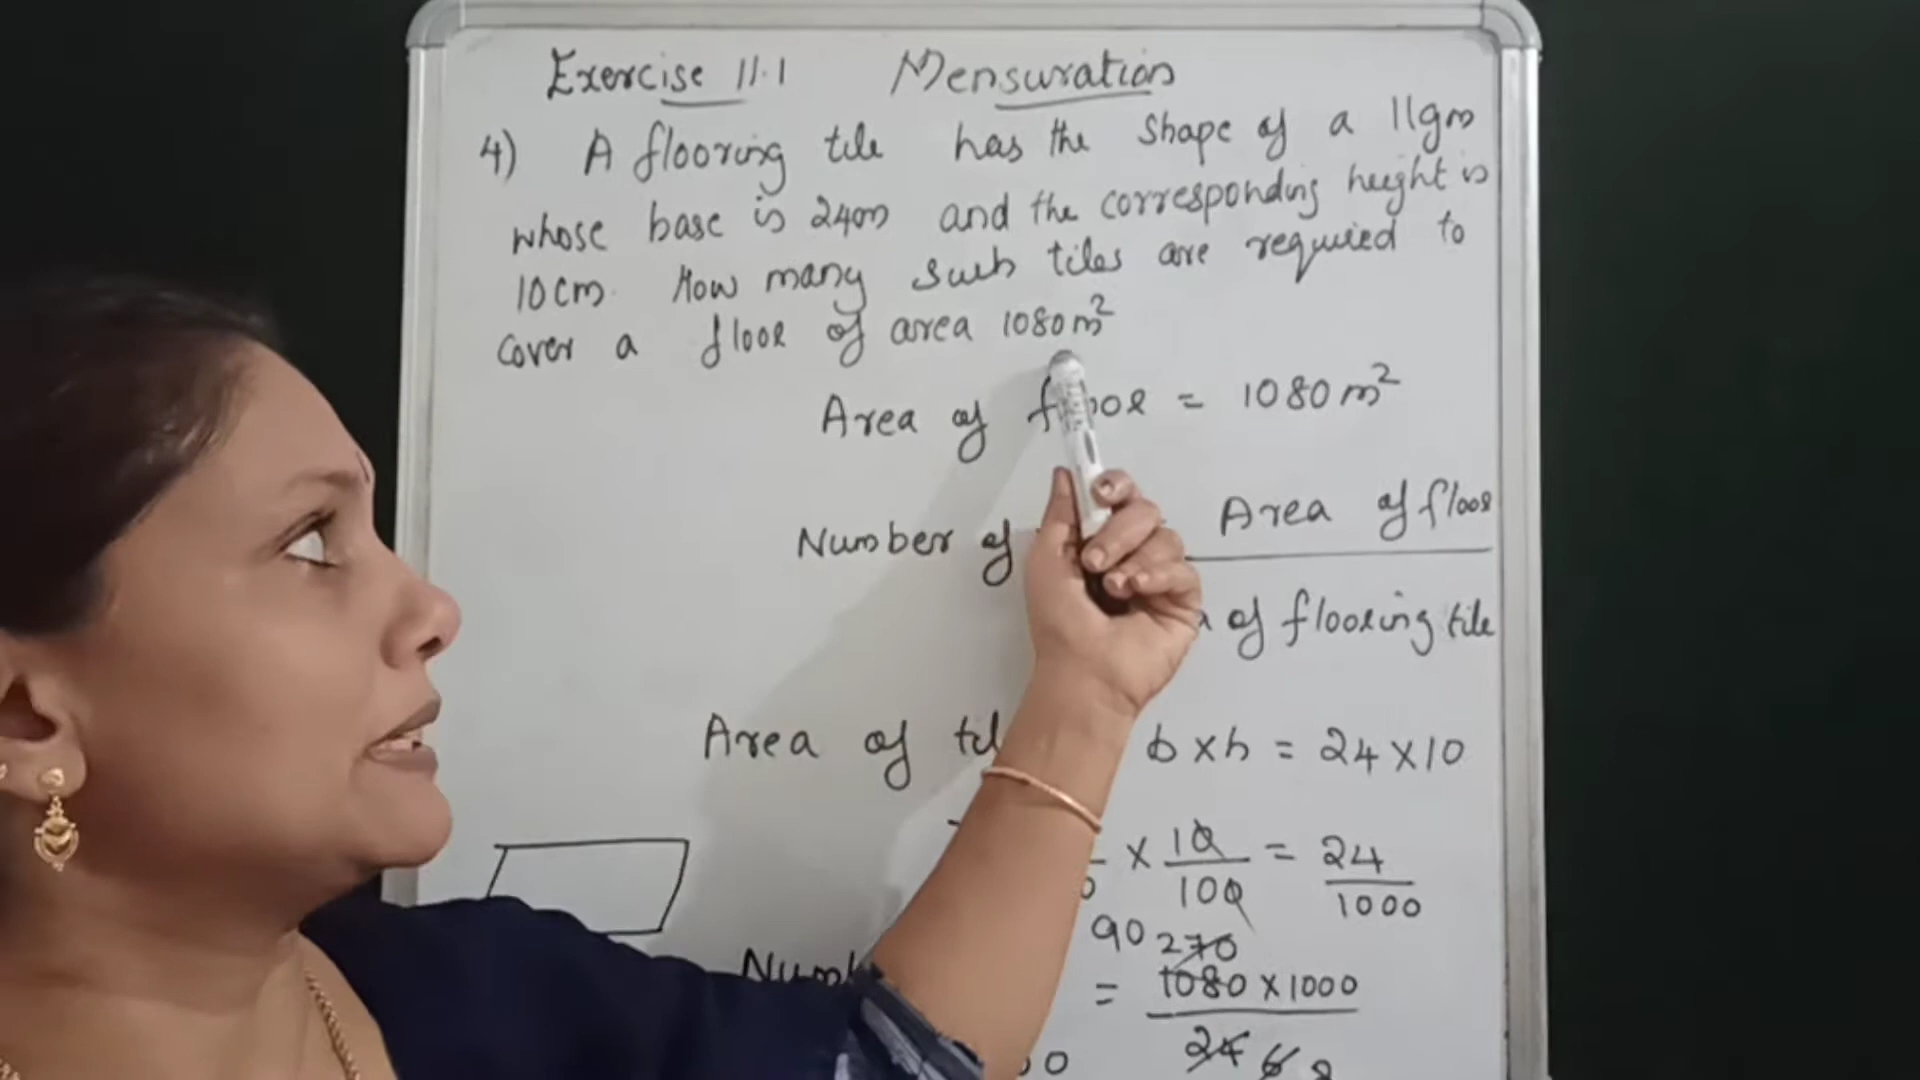 Exercise 11.1 Mensuration
4) A flooring tile has the shape of a llgm
whose base is 24cm and the corresponding height is
10cm. How many such tiles are required to
cover a floor of area 1080m²
Area of floor = 1080m²
Number of Area of floor
of flooring tile
Area of b x h = 24 x 10
x 10/100 = 24/1000
90 270
= 1080 x 1000
24 6